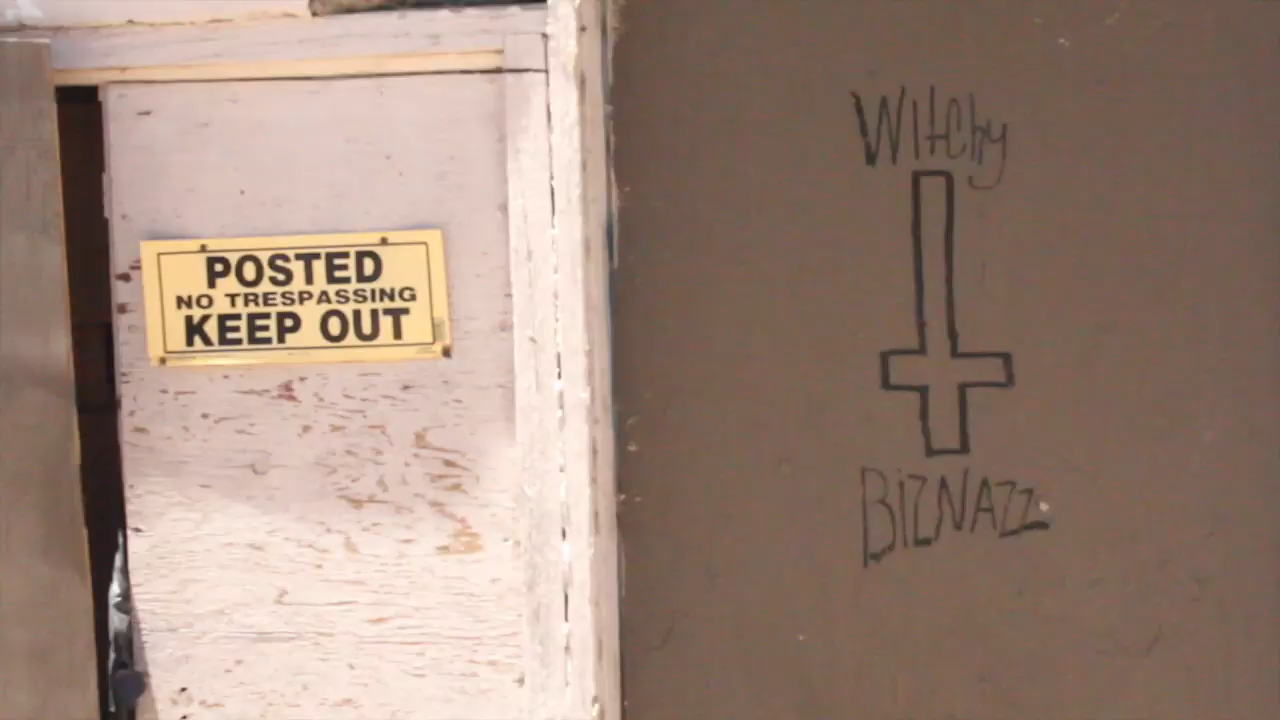 POSTED
NO TRESPASSING
KEEP OUT
WitChy
BiZNAZZ